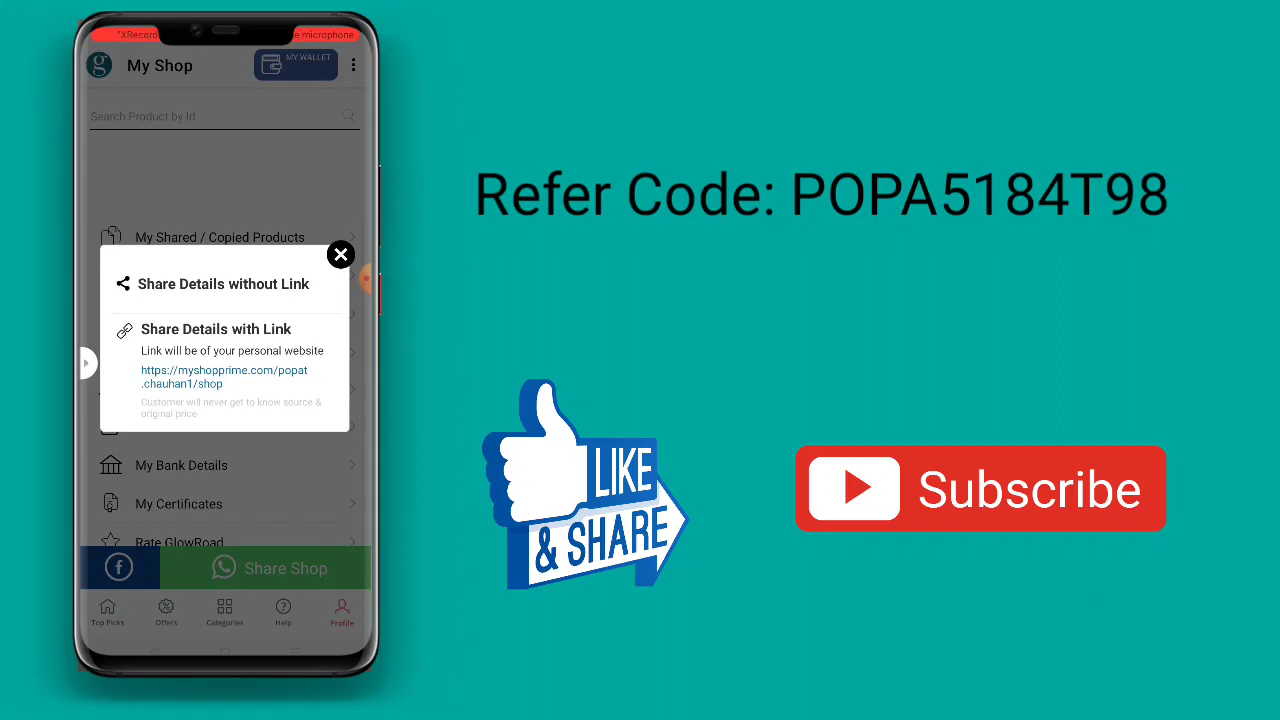 "XRecord
e microphone
g
My Shop
MY WALLET
Search Product by Id
My Shared / Copied Products
Share Details without Link
Share Details with Link
Link will be of your personal website
https://myshopprime.com/popat
.chauhan1/shop
Customer will never get to know source &
original price
My Bank Details
My Certificates
Rate GlowRoad
f
Share Shop
Top Picks
Offers
Categories
Help
Profile
Refer Code: POPA5184T98
LIKE
& SHARE
Subscribe